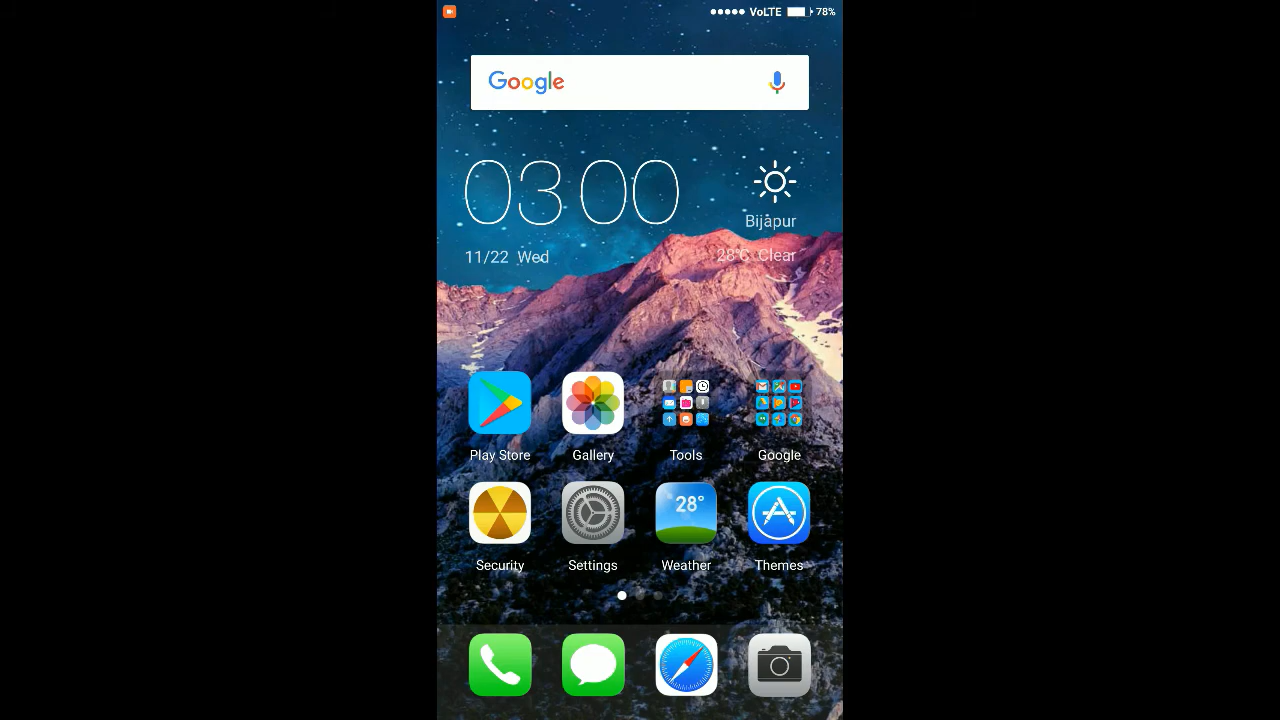 VoLTE 78%
Google
03 00
Bijapur
11/22 Wed
28°C Clear
Play Store
Gallery
Tools
Google
28°
Security
Settings
Weather
Themes